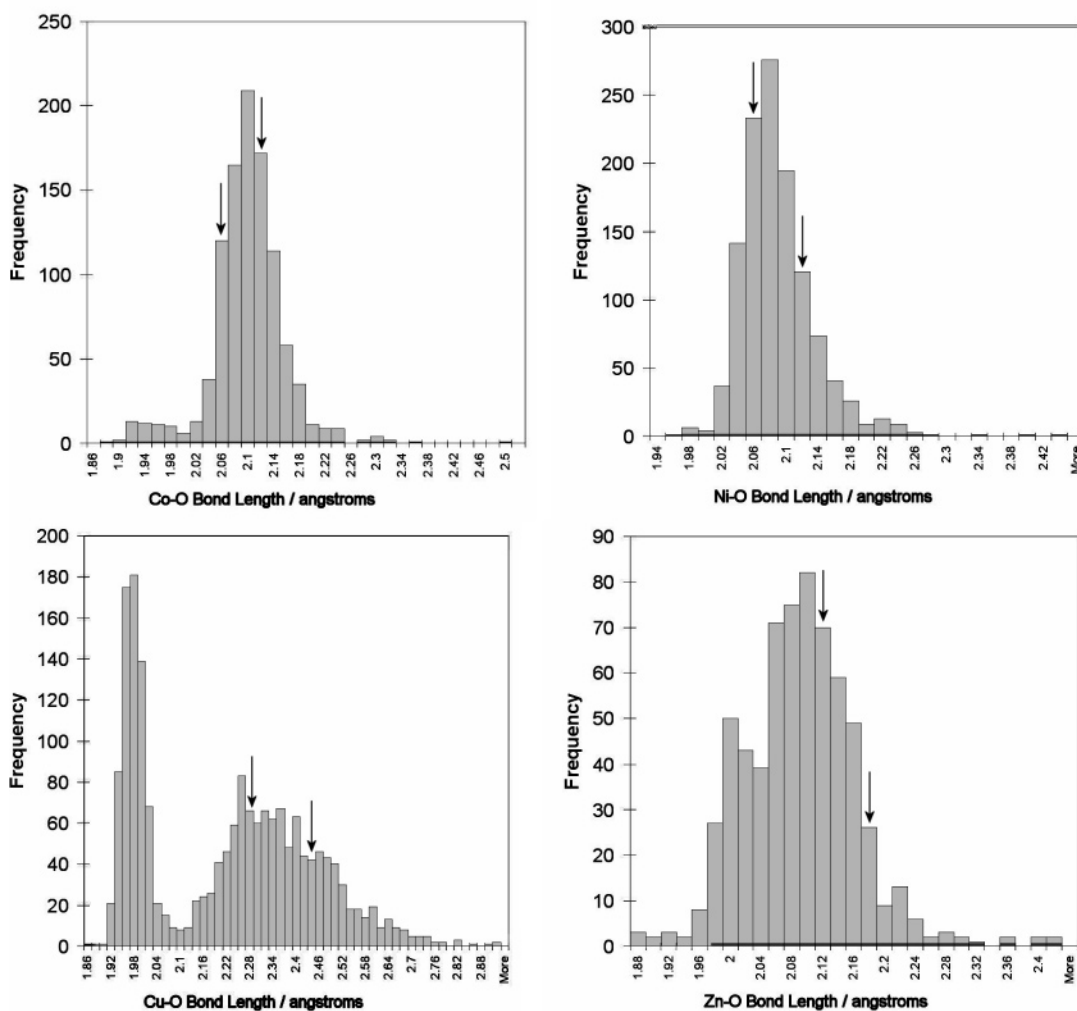 Frequency
250
200
150
100
50
0
1.86 1.9 1.94 1.98 2.02 2.06 2.1 2.14 2.18 2.22 2.26 2.3 2.34 2.38 2.42 2.46 2.5
Co-O Bond Length / angstroms
Frequency
300
250
200
150
100
50
0
1.94 1.98 2.02 2.06 2.1 2.14 2.18 2.22 2.26 2.3 2.34 2.38 2.42 More
Ni-O Bond Length / angstroms
Frequency
200
180
160
140
120
100
80
60
40
20
0
1.86 1.92 1.98 2.04 2.1 2.16 2.22 2.28 2.34 2.4 2.46 2.52 2.58 2.64 2.7 2.76 2.82 2.88 More
Cu-O Bond Length / angstroms
Frequency
90
80
70
60
50
40
30
20
10
0
1.88 1.92 1.96 2 2.04 2.08 2.12 2.16 2.2 2.24 2.28 2.32 2.36 2.4
Zn-O Bond Length / angstroms